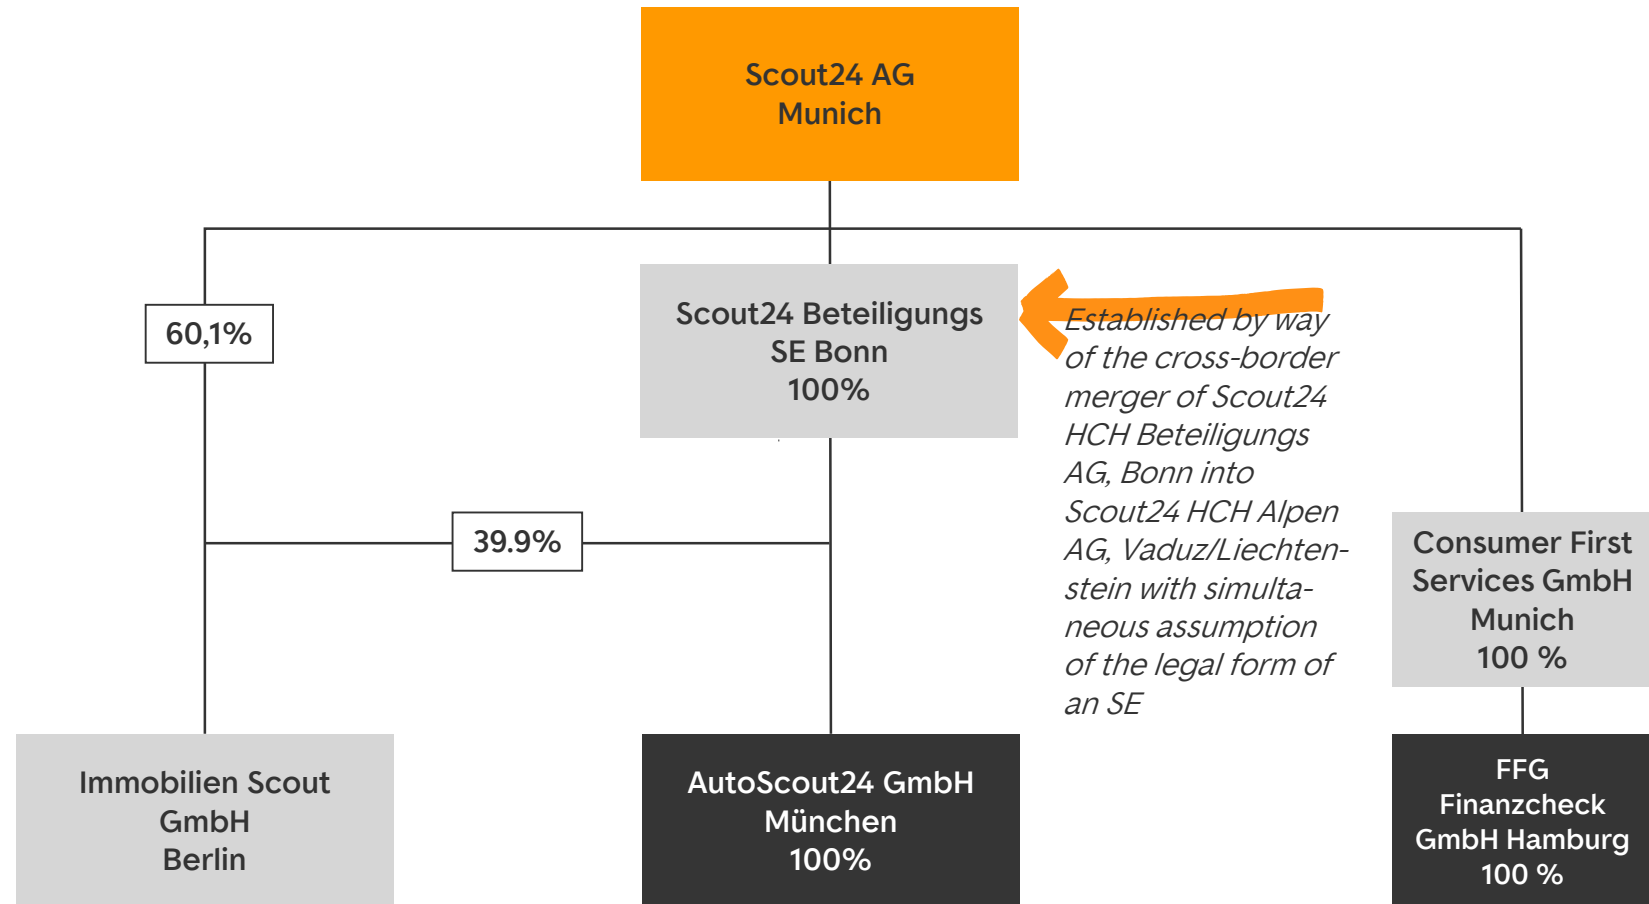 Scout24 AG
Munich
60,1%
Scout24 Beteiligungs
SE Bonn
100%
Established by way
of the cross-border
merger of Scout24
HCH Beteiligungs
AG, Bonn into
Scout24 HCH Alpen
AG, Vaduz/Liechten-
stein with simulta-
neous assumption
of the legal form of
an SE
39.9%
Consumer First
Services GmbH
Munich
100 %
Immobilien Scout
GmbH
Berlin
AutoScout24 GmbH
München
100%
FFG
Finanzcheck
GmbH Hamburg
100 %